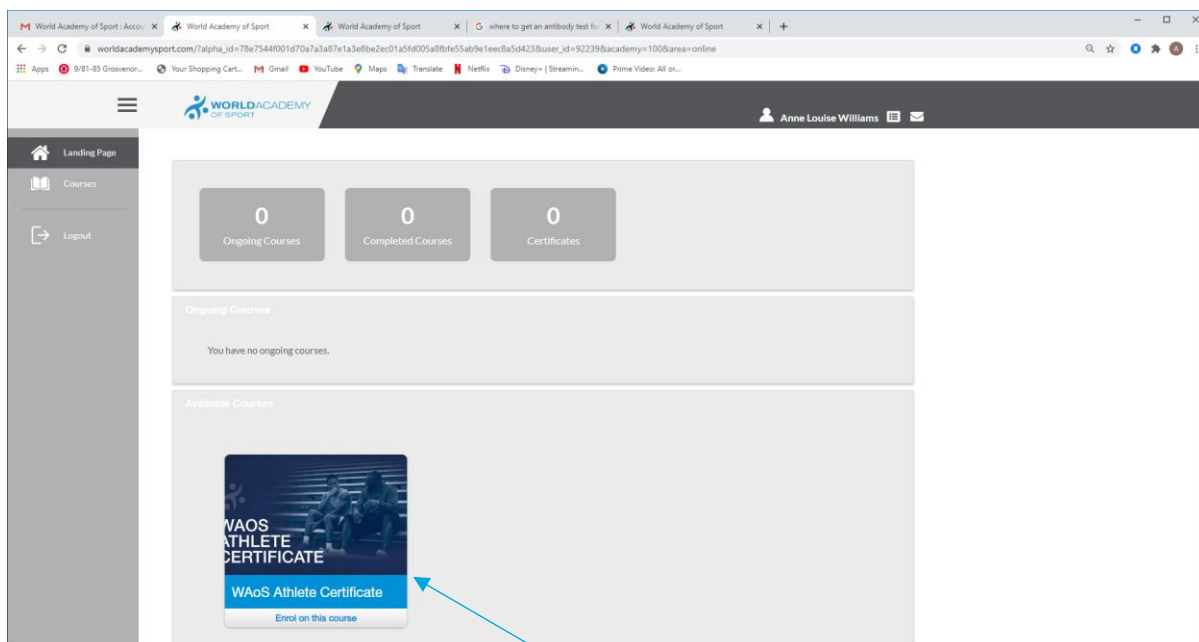 World Academy of Sport : Accou
World Academy of Sport
World Academy of Sport
where to get an antibody test fo
World Academy of Sport
worldacademysport.com/?alpha_id=78e7544f001d70a7a3a87e1a3e8be2ec01a5fd005a8fbfe55ab9e1eec8a5d423&user_id=92239&academy=100&area=online
Apps 9/81-85 Grosvenor... Your Shopping Cart... Gmail YouTube Maps Translate Netflix Disney+ | Streamin... Prime Video: All or...
WORLDACADEMY
OF SPORT
Anne Louise Williams
Landing Page
Courses
Logout
0
Ongoing Courses
0
Completed Courses
0
Certificates
Ongoing Courses
You have no ongoing courses.
Available Courses
WAOS
ATHLETE
CERTIFICATE
WAoS Athlete Certificate
Enrol on this course